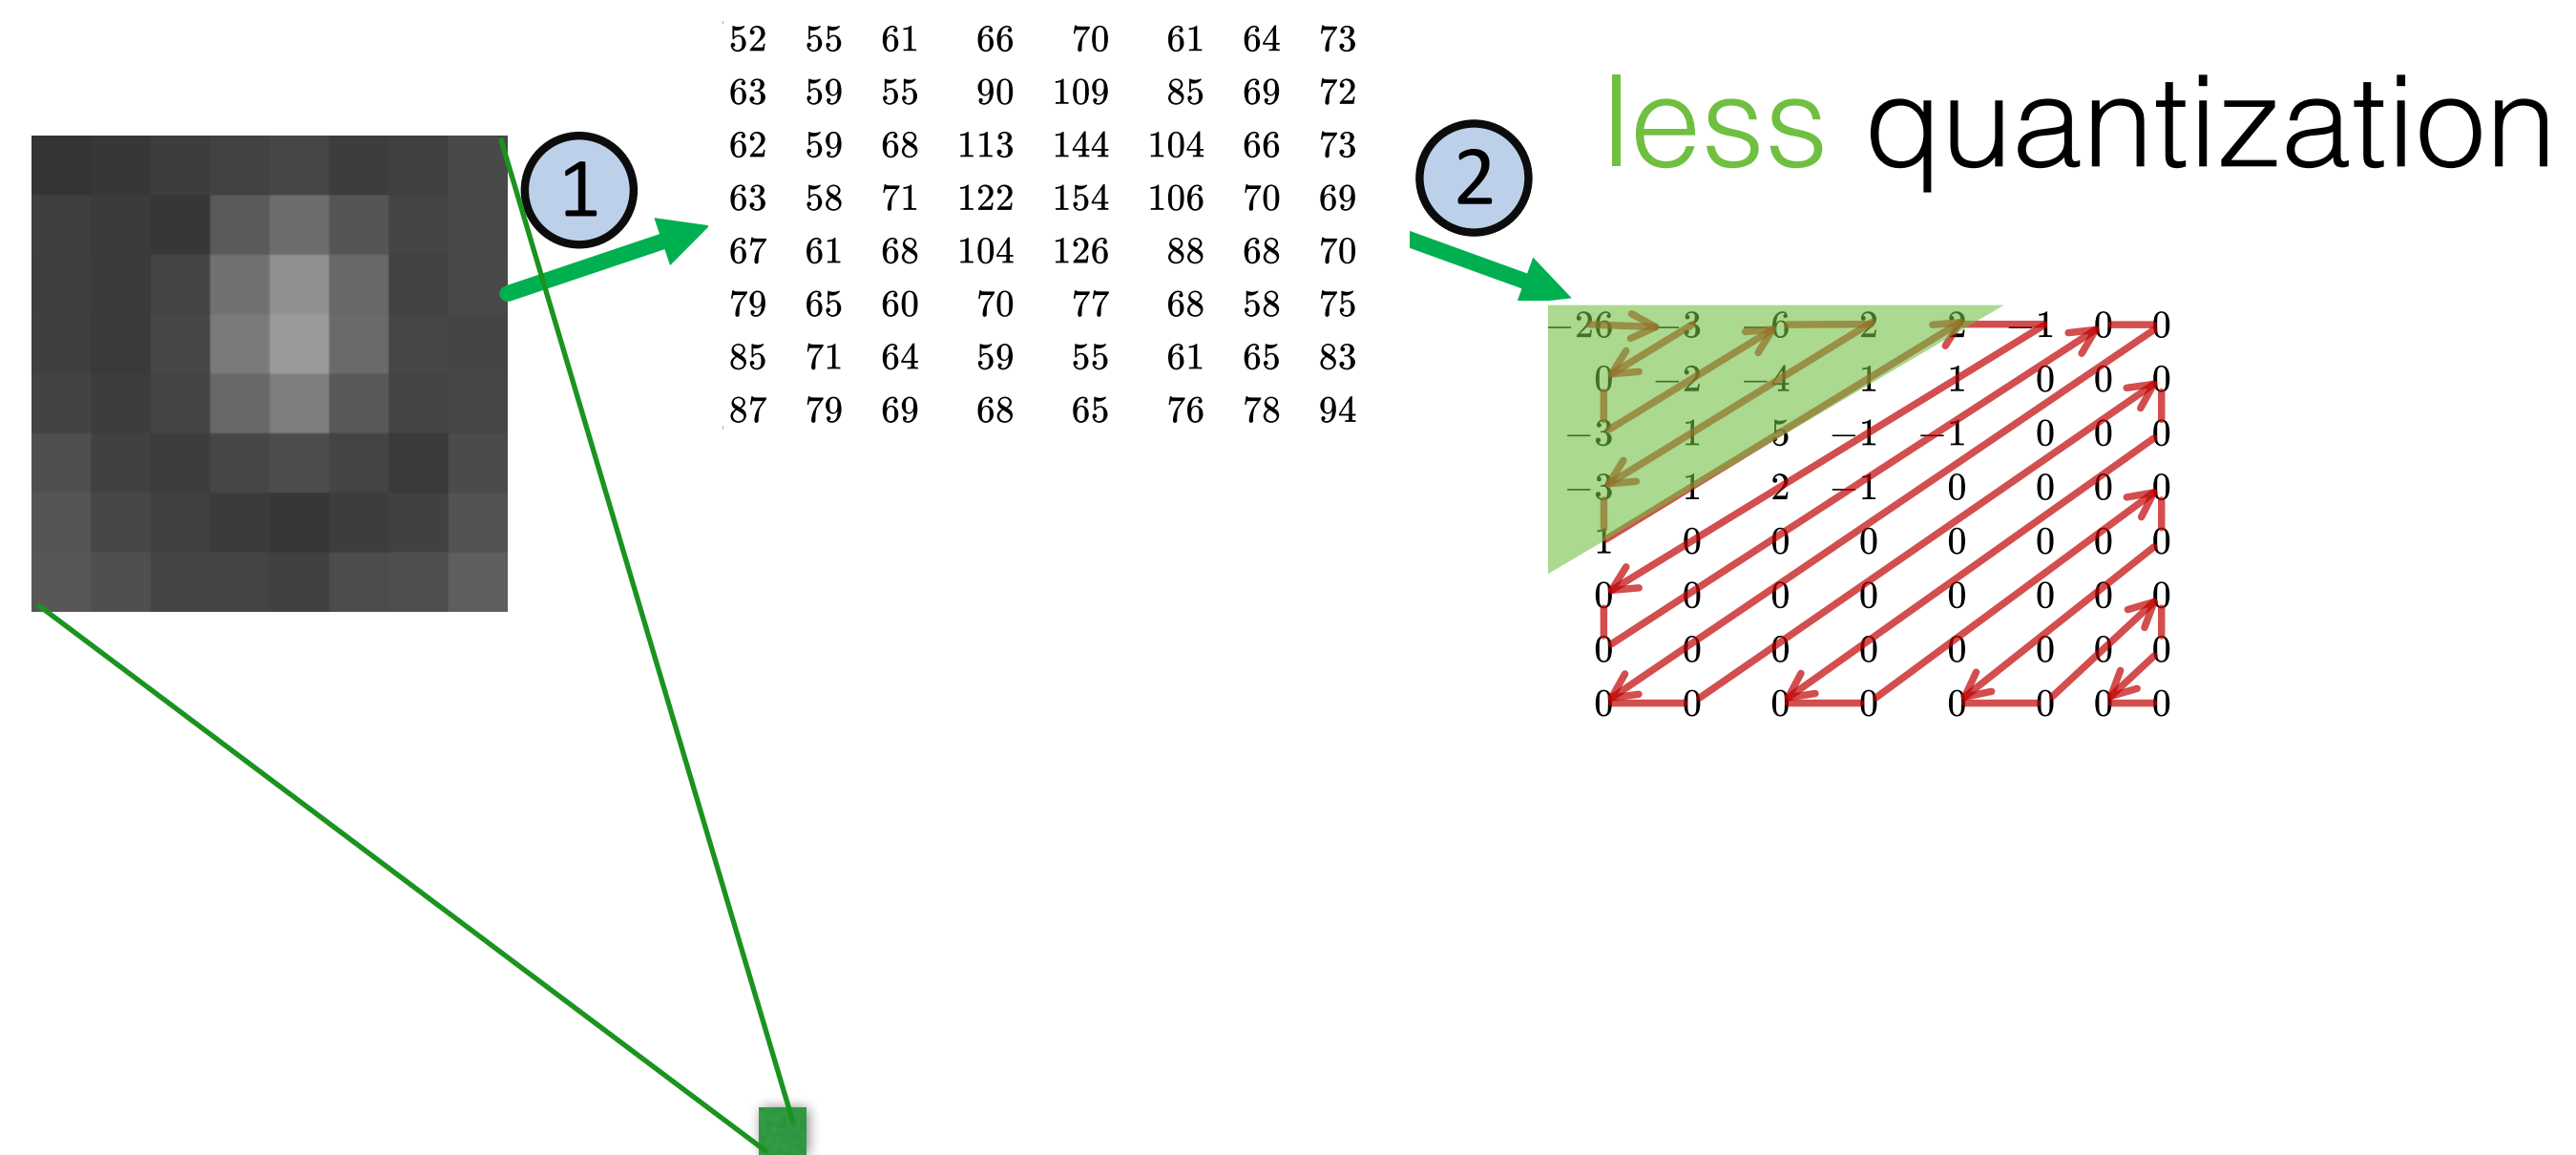 52 55 61 66 70 61 64 73
63 59 55 90 109 85 69 72
62 59 68 113 144 104 66 73
63 58 71 122 154 106 70 69
67 61 68 104 126 88 68 70
79 65 60 70 77 68 58 75
85 71 64 59 55 61 65 83
87 79 69 68 65 76 78 94
1
2
less quantization
−26 −3 −6 2 2 −1 0 0
0 −2 −4 1 1 0 0 0
−3 1 5 −1 −1 0 0 0
−3 1 2 −1 0 0 0 0
1 0 0 0 0 0 0 0
0 0 0 0 0 0 0 0
0 0 0 0 0 0 0 0
0 0 0 0 0 0 0 0